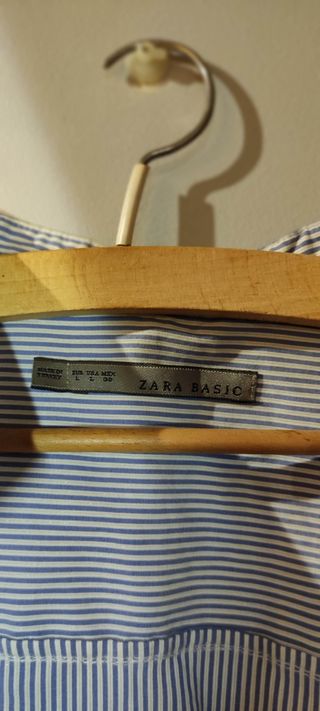 MADE IN EUR USA MEX
TURKEY L L 30
ZARA BASIC